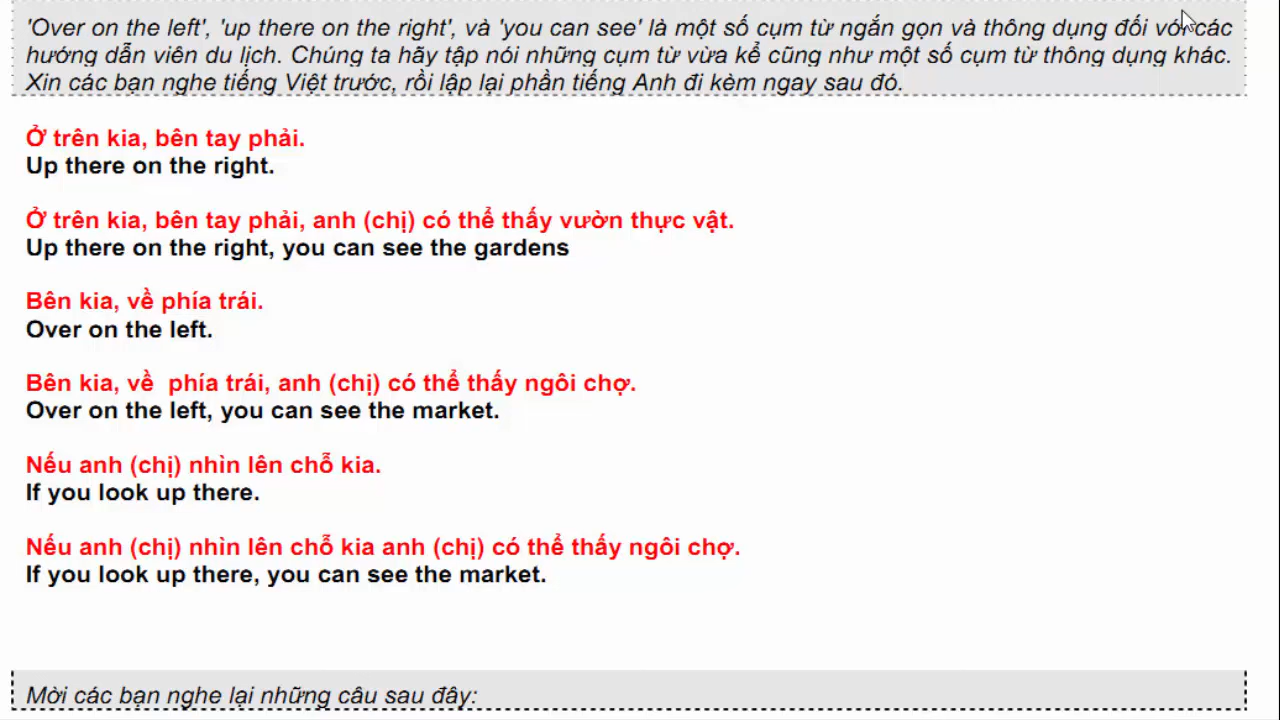 'Over on the left', 'up there on the right', và 'you can see' là một số cụm từ ngắn gọn và thông dụng đối với các
hướng dẫn viên du lịch. Chúng ta hãy tập nói những cụm từ vừa kể cũng như một số cụm từ thông dụng khác.
Xin các bạn nghe tiếng Việt trước, rồi lập lại phần tiếng Anh đi kèm ngay sau đó.
Ở trên kia, bên tay phải.
Up there on the right.
Ở trên kia, bên tay phải, anh (chị) có thể thấy vườn thực vật.
Up there on the right, you can see the gardens
Bên kia, về phía trái.
Over on the left.
Bên kia, về phía trái, anh (chị) có thể thấy ngôi chợ.
Over on the left, you can see the market.
Nếu anh (chị) nhìn lên chỗ kia.
If you look up there.
Nếu anh (chị) nhìn lên chỗ kia anh (chị) có thể thấy ngôi chợ.
If you look up there, you can see the market.
Mời các bạn nghe lại những câu sau đây: